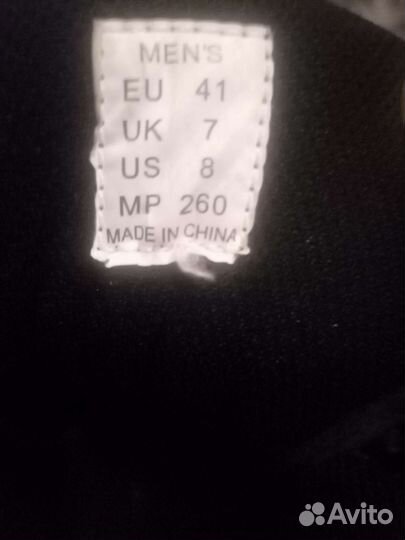 MEN'S
EU 41
UK 7
US 8
MP 260
MADE IN CHINA
Avito